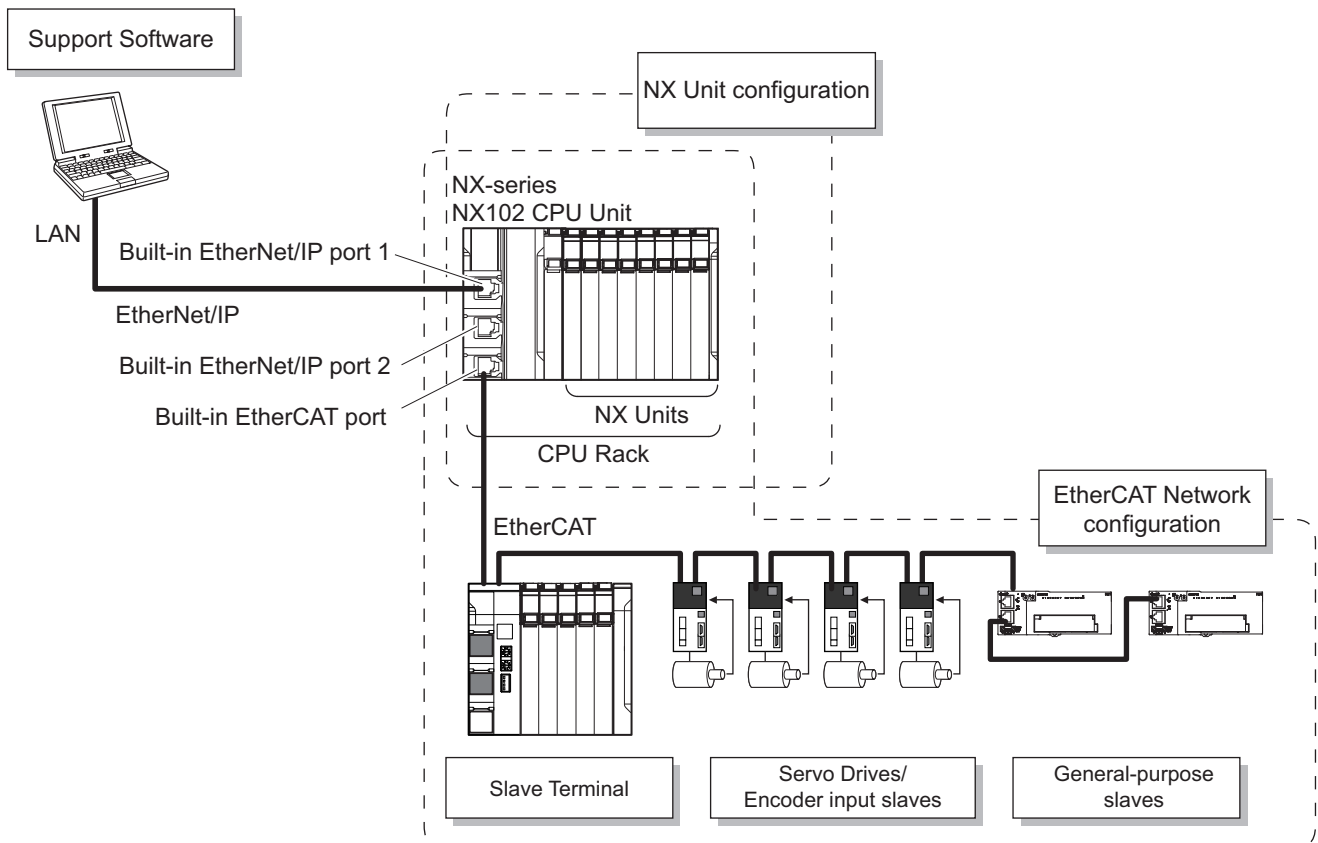 Support Software
NX Unit configuration
NX-series
NX102 CPU Unit
LAN
Built-in EtherNet/IP port 1
EtherNet/IP
Built-in EtherNet/IP port 2
Built-in EtherCAT port
NX Units
CPU Rack
EtherCAT Network
configuration
EtherCAT
Slave Terminal
Servo Drives/
Encoder input slaves
General-purpose
slaves